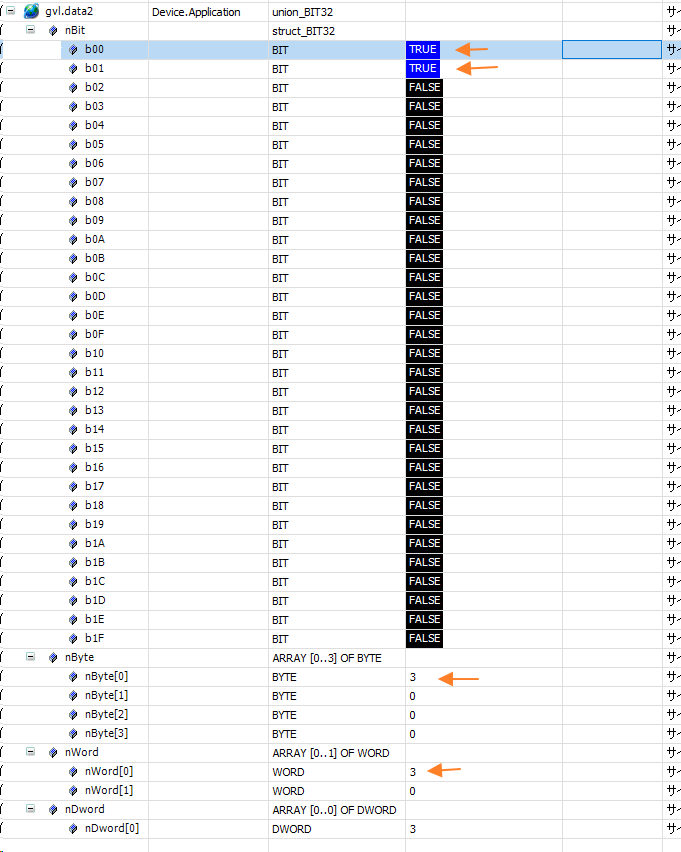 gvl.data2 Device.Application union_BIT32
nBit struct_BIT32
b00 BIT TRUE
b01 BIT TRUE
b02 BIT FALSE
b03 BIT FALSE
b04 BIT FALSE
b05 BIT FALSE
b06 BIT FALSE
b07 BIT FALSE
b08 BIT FALSE
b09 BIT FALSE
b0A BIT FALSE
b0B BIT FALSE
b0C BIT FALSE
b0D BIT FALSE
b0E BIT FALSE
b0F BIT FALSE
b10 BIT FALSE
b11 BIT FALSE
b12 BIT FALSE
b13 BIT FALSE
b14 BIT FALSE
b15 BIT FALSE
b16 BIT FALSE
b17 BIT FALSE
b18 BIT FALSE
b19 BIT FALSE
b1A BIT FALSE
b1B BIT FALSE
b1C BIT FALSE
b1D BIT FALSE
b1E BIT FALSE
b1F BIT FALSE
nByte ARRAY [0..3] OF BYTE
nByte[0] BYTE 3
nByte[1] BYTE 0
nByte[2] BYTE 0
nByte[3] BYTE 0
nWord ARRAY [0..1] OF WORD
nWord[0] WORD 3
nWord[1] WORD 0
nDword ARRAY [0..0] OF DWORD
nDword[0] DWORD 3